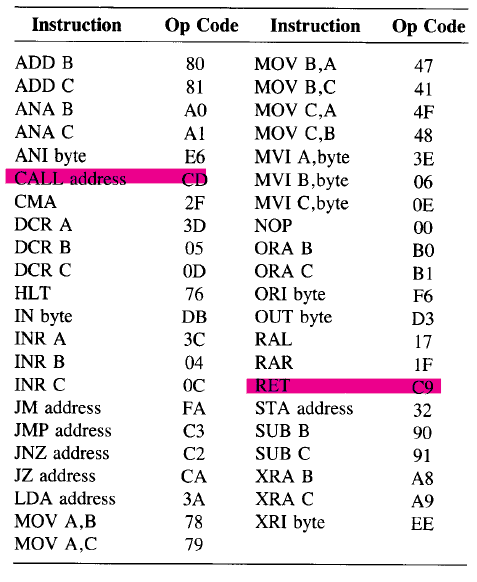 Instruction Op Code Instruction Op Code
ADD B 80 MOV B,A 47
ADD C 81 MOV B,C 41
ANA B A0 MOV C,A 4F
ANA C A1 MOV C,B 48
ANI byte E6 MVI A,byte 3E
CALL address CD MVI B,byte 06
CMA 2F MVI C,byte 0E
DCR A 3D NOP 00
DCR B 05 ORA B B0
DCR C 0D ORA C B1
HLT 76 ORI byte F6
IN byte DB OUT byte D3
INR A 3C RAL 17
INR B 04 RAR 1F
INR C 0C RET C9
JM address FA STA address 32
JMP address C3 SUB B 90
JNZ address C2 SUB C 91
JZ address CA XRA B A8
LDA address 3A XRA C A9
MOV A,B 78 XRI byte EE
MOV A,C 79